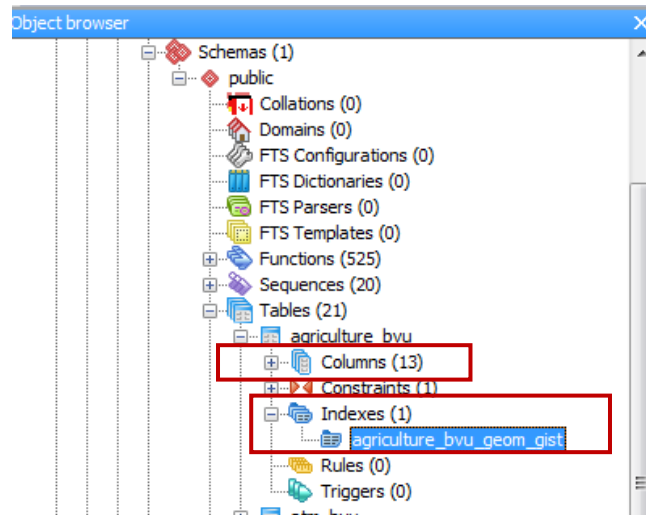 Object browser
Schemas (1)
public
Collations (0)
Domains (0)
FTS Configurations (0)
FTS Dictionaries (0)
FTS Parsers (0)
FTS Templates (0)
Functions (525)
Sequences (20)
Tables (21)
agriculture_bvu
Columns (13)
Constraints (1)
Indexes (1)
agriculture_bvu_geom_gist
Rules (0)
Triggers (0)
atm_bvu